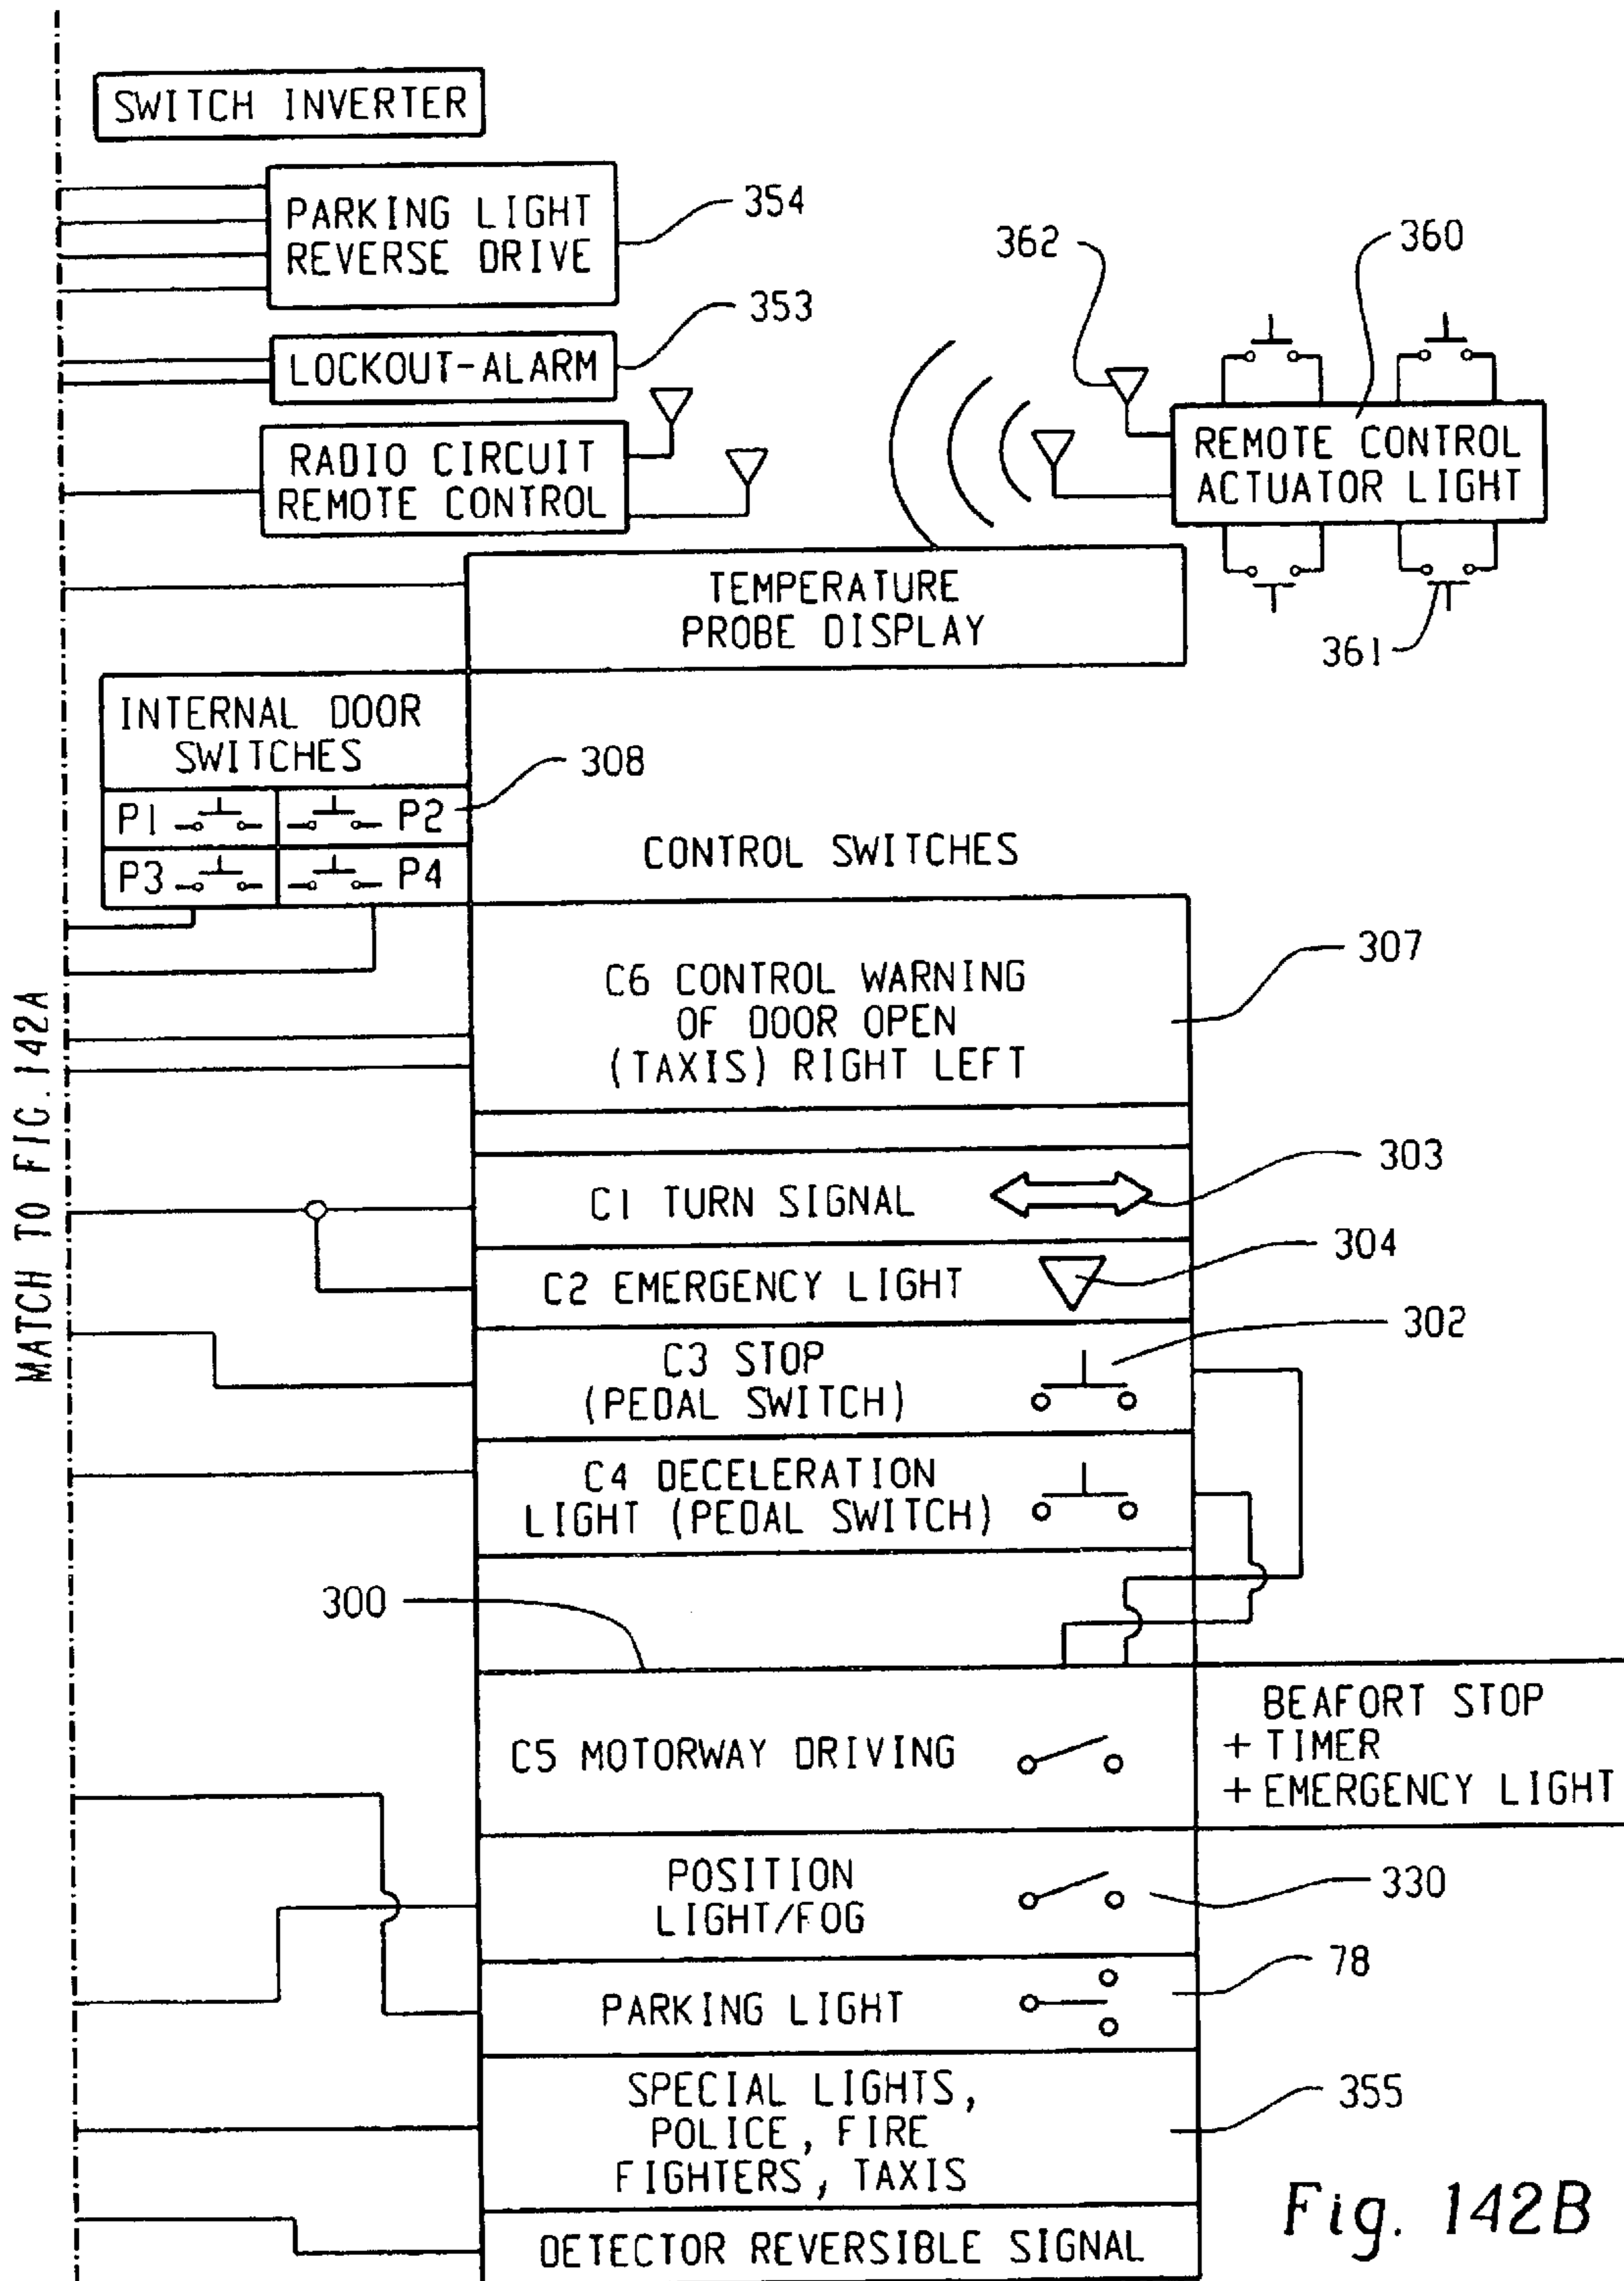 SWITCH INVERTER
PARKING LIGHT
REVERSE DRIVE
354
LOCKOUT-ALARM
353
RADIO CIRCUIT
REMOTE CONTROL
362
360
REMOTE CONTROL
ACTUATOR LIGHT
361
TEMPERATURE
PROBE DISPLAY
INTERNAL DOOR
SWITCHES
308
P1 P2
P3 P4
CONTROL SWITCHES
C6 CONTROL WARNING
OF DOOR OPEN
(TAXIS) RIGHT LEFT
307
MATCH TO FIG.142A
C1 TURN SIGNAL
303
C2 EMERGENCY LIGHT
304
C3 STOP
(PEDAL SWITCH)
302
C4 DECELERATION
LIGHT (PEDAL SWITCH)
300
C5 MOTORWAY DRIVING
BEAFORT STOP
+ TIMER
+ EMERGENCY LIGHT
POSITION
LIGHT/FOG
330
PARKING LIGHT
78
SPECIAL LIGHTS,
POLICE, FIRE
FIGHTERS, TAXIS
355
DETECTOR REVERSIBLE SIGNAL
Fig. 142B